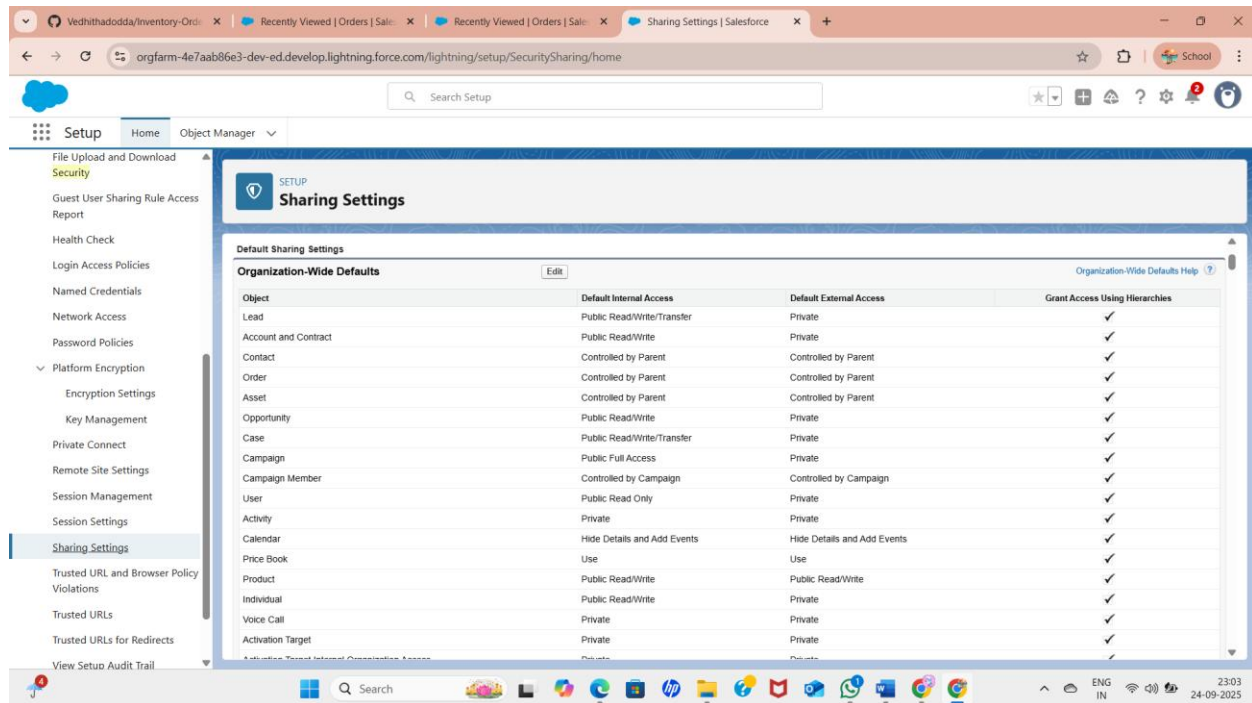 Vedhithadodda/Inventory-Orde
Recently Viewed | Orders | Sale
Recently Viewed | Orders | Sale
Sharing Settings | Salesforce
orgfarm-4e7aab86e3-dev-ed.develop.lightning.force.com/lightning/setup/SecuritySharing/home
School
Search Setup
2
Setup
Home
Object Manager
File Upload and Download
Security
Guest User Sharing Rule Access
Report
Health Check
Login Access Policies
Named Credentials
Network Access
Password Policies
Platform Encryption
Encryption Settings
Key Management
Private Connect
Remote Site Settings
Session Management
Session Settings
Sharing Settings
Trusted URL and Browser Policy
Violations
Trusted URLs
Trusted URLs for Redirects
View Setup Audit Trail
SETUP
Sharing Settings
Default Sharing Settings
Organization-Wide Defaults Edit Organization-Wide Defaults Help ?
Object Default Internal Access Default External Access Grant Access Using Hierarchies
Lead Public Read/Write/Transfer Private ✓
Account and Contract Public Read/Write Private ✓
Contact Controlled by Parent Controlled by Parent ✓
Order Controlled by Parent Controlled by Parent ✓
Asset Controlled by Parent Controlled by Parent ✓
Opportunity Public Read/Write Private ✓
Case Public Read/Write/Transfer Private ✓
Campaign Public Full Access Private ✓
Campaign Member Controlled by Campaign Controlled by Campaign ✓
User Public Read Only Private ✓
Activity Private Private ✓
Calendar Hide Details and Add Events Hide Details and Add Events ✓
Price Book Use Use ✓
Product Public Read/Write Public Read/Write ✓
Individual Public Read/Write Private ✓
Voice Call Private Private ✓
Activation Target Private Private ✓
Activation Target Internal Organization Access Private Private ✓
4
Search
ENG
IN
23:03
24-09-2025